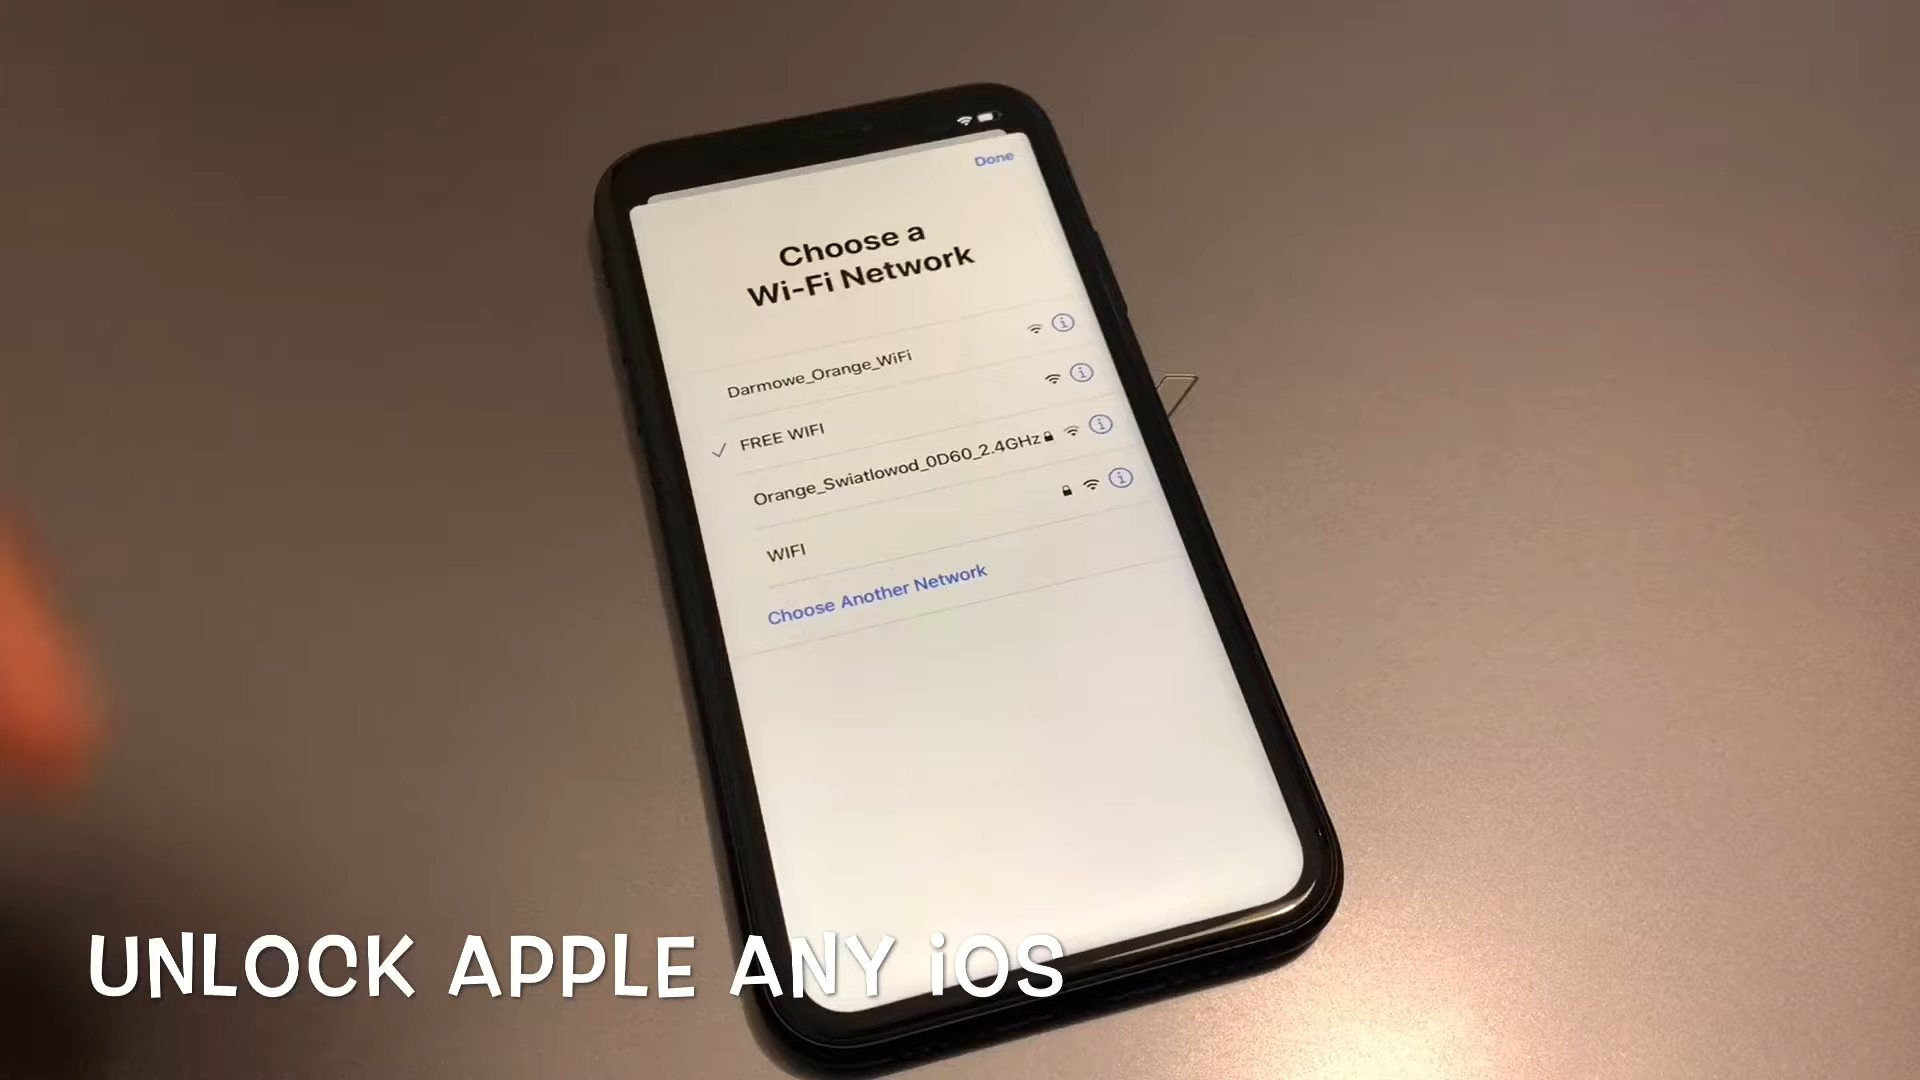 Done
Choose a
Wi-Fi Network
Darmowe_Orange_WiFi
FREE WIFI
Orange_Swiatlowod_0D60_2.4GHz
WIFI
Choose Another Network
UNLOCK APPLE ANY iOS